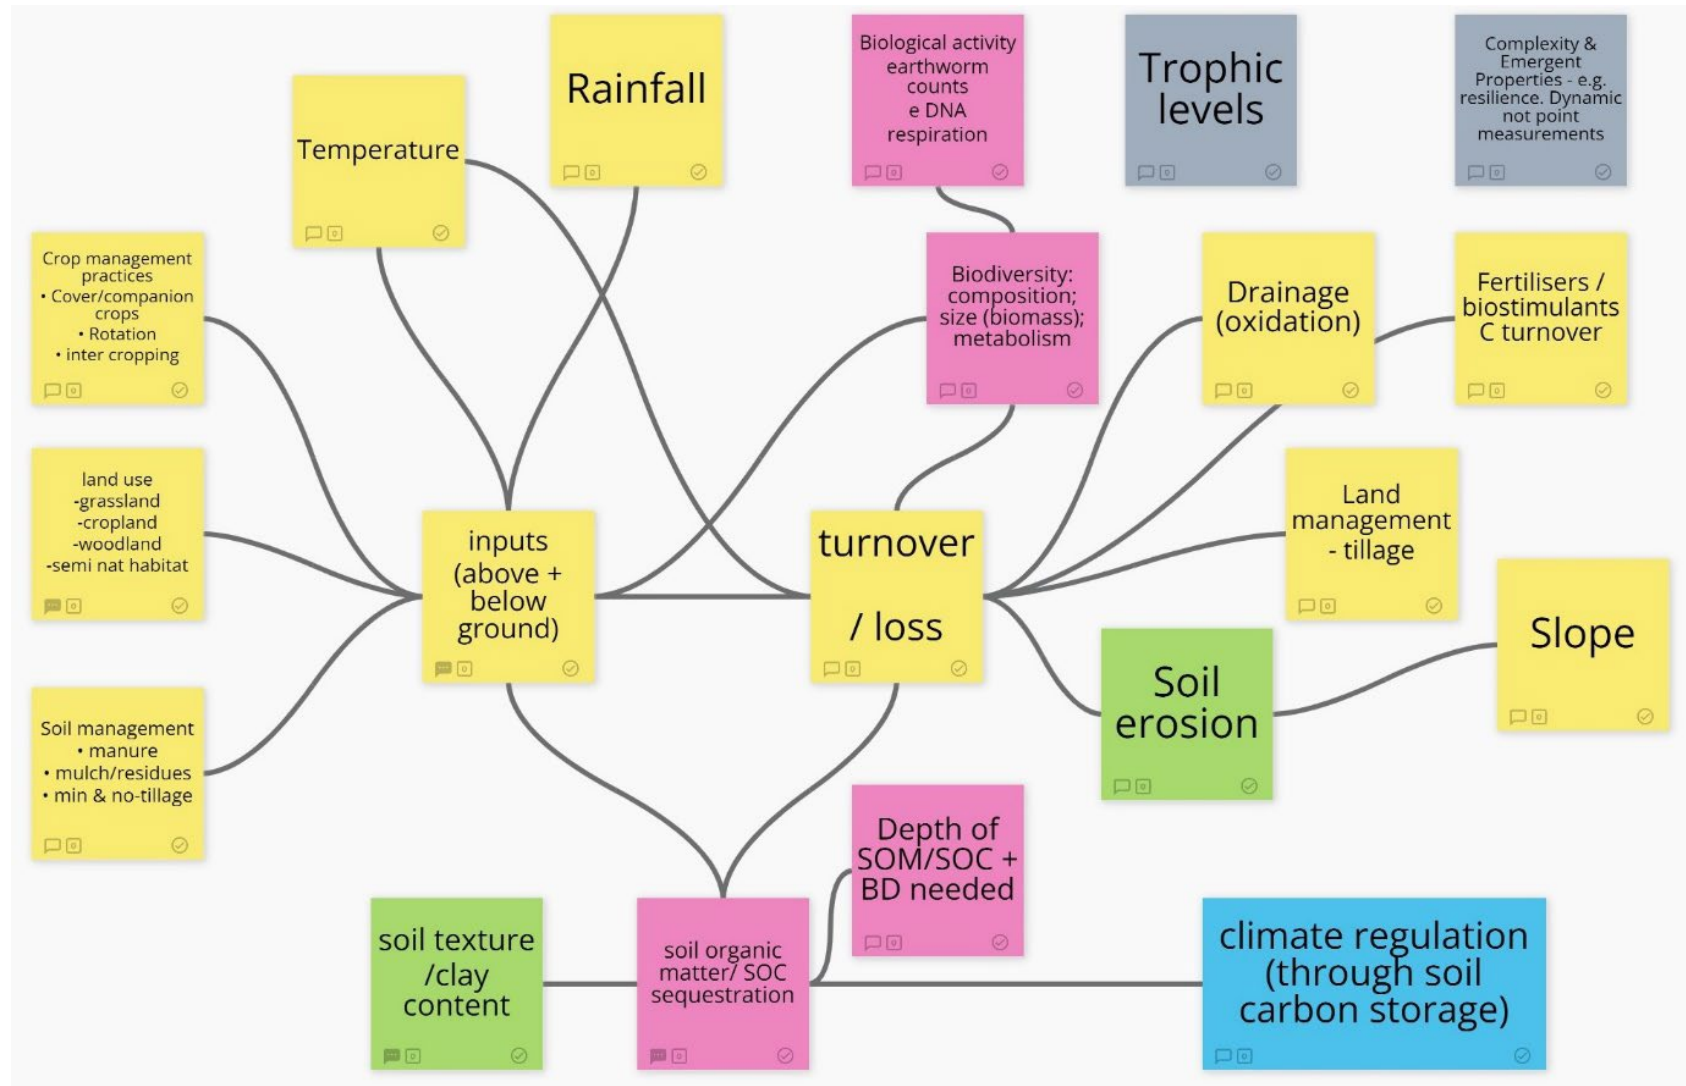 Rainfall
Biological activity
earthworm
counts
e DNA
respiration
Trophic
levels
Complexity &
Emergent
Properties - e.g.
resilience. Dynamic
not point
measurements
Temperature
Crop management
practices
• Cover/companion
crops
• Rotation
• inter cropping
Biodiversity:
composition;
size (biomass);
metabolism
Drainage
(oxidation)
Fertilisers /
biostimulants
C turnover
land use
-grassland
-cropland
-woodland
-semi nat habitat
inputs
(above +
below
ground)
turnover
/ loss
Land
management
- tillage
Slope
Soil
erosion
Soil management
• manure
• mulch/residues
• min & no-tillage
Depth of
SOM/SOC +
BD needed
soil texture
/clay
content
soil organic
matter/ SOC
sequestration
climate regulation
(through soil
carbon storage)